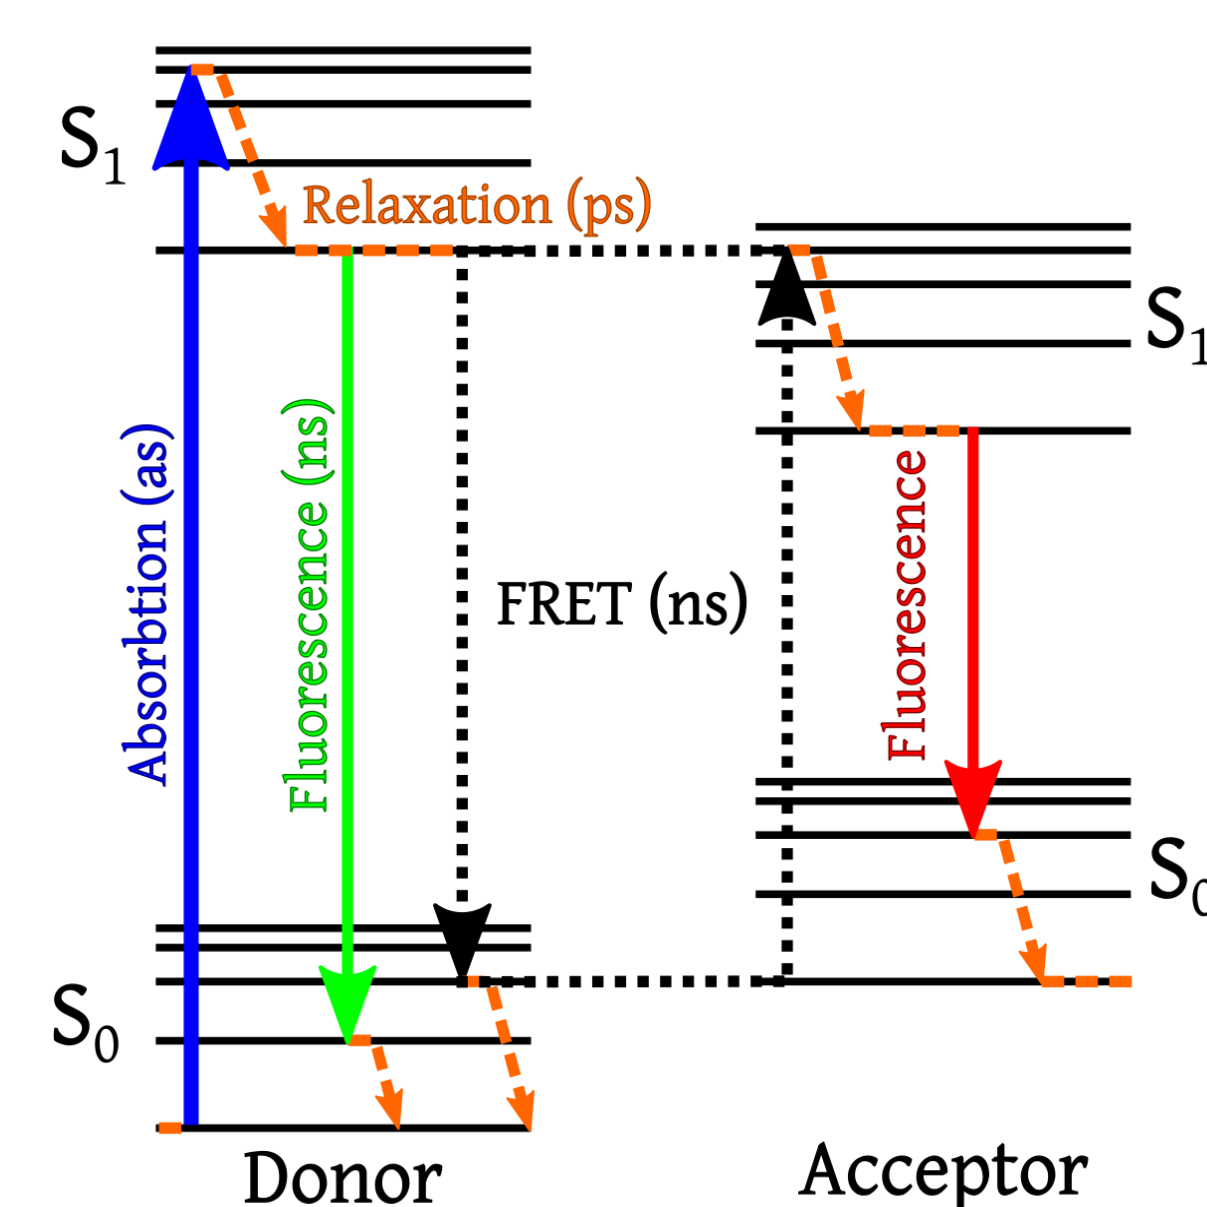 S1
Relaxation (ps)
S1
Absorbtion (as)
Fluorescence (ns)
FRET (ns)
Fluorescence
S0
S0
Donor
Acceptor